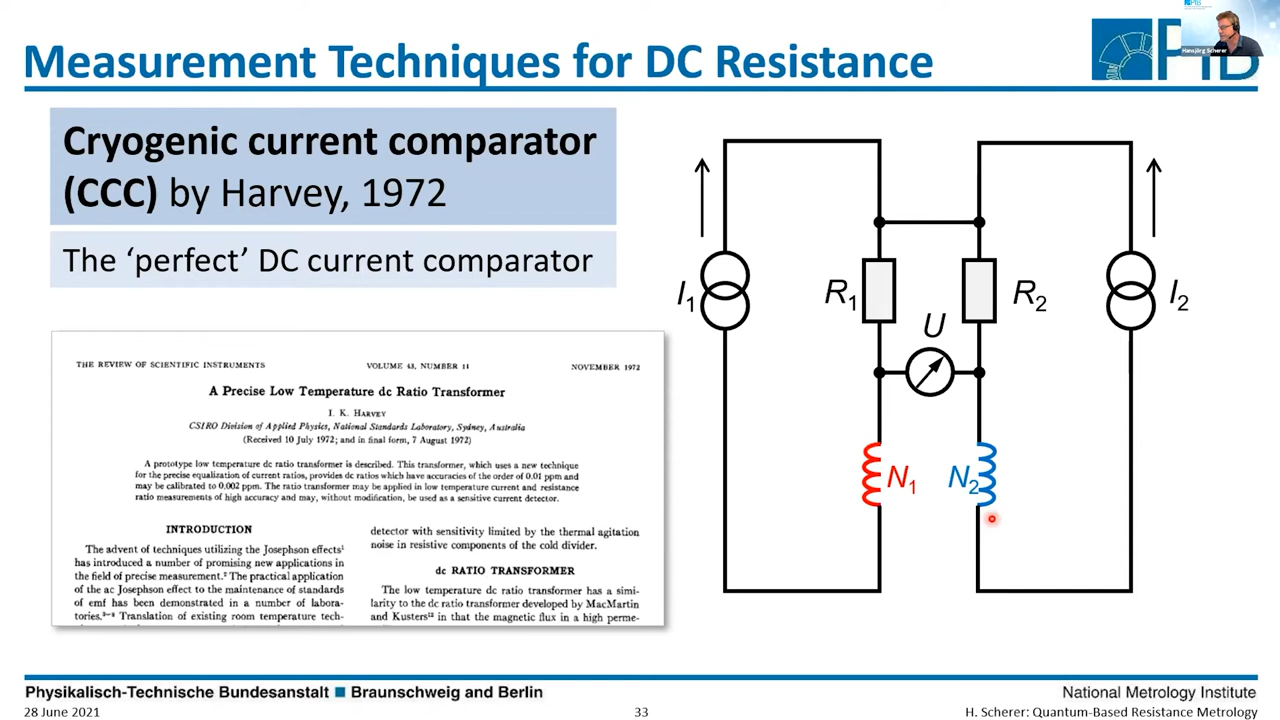 Measurement Techniques for DC Resistance
PTB
Hansjörg Scherer
Cryogenic current comparator
(CCC) by Harvey, 1972
The ‘perfect’ DC current comparator
THE REVIEW OF SCIENTIFIC INSTRUMENTS VOLUME 43, NUMBER 11 NOVEMBER 1972
A Precise Low Temperature dc Ratio Transformer
I. K. HARVEY
CSIRO Division of Applied Physics, National Standards Laboratory, Sydney, Australia
(Received 10 July 1972; and in final form, 7 August 1972)
A prototype low temperature dc ratio transformer is described. This transformer, which uses a new technique
for the precise equalization of current ratios, provides dc ratios which have accuracies of the order of 0.01 ppm and
may be calibrated to 0.002 ppm. The ratio transformer may be applied in low temperature current and resistance
ratio measurements of high accuracy and may, without modification, be used as a sensitive current detector.
INTRODUCTION
The advent of techniques utilizing the Josephson effects¹
has introduced a number of promising new applications in
the field of precise measurement.² The practical application
of the ac Josephson effect to the maintenance of standards
of emf has been demonstrated in a number of labora-
tories.³⁻⁸ Translation of existing room temperature tech-
detector with sensitivity limited by the thermal agitation
noise in resistive components of the cold divider.
dc RATIO TRANSFORMER
The low temperature dc ratio transformer has a simi-
larity to the dc ratio transformer developed by MacMartin
and Kusters¹² in that the magnetic flux in a high perme-
I₁
R₁
U
R₂
I₂
N₁
N₂
Physikalisch-Technische Bundesanstalt ■ Braunschweig and Berlin
National Metrology Institute
28 June 2021
33
H. Scherer: Quantum-Based Resistance Metrology